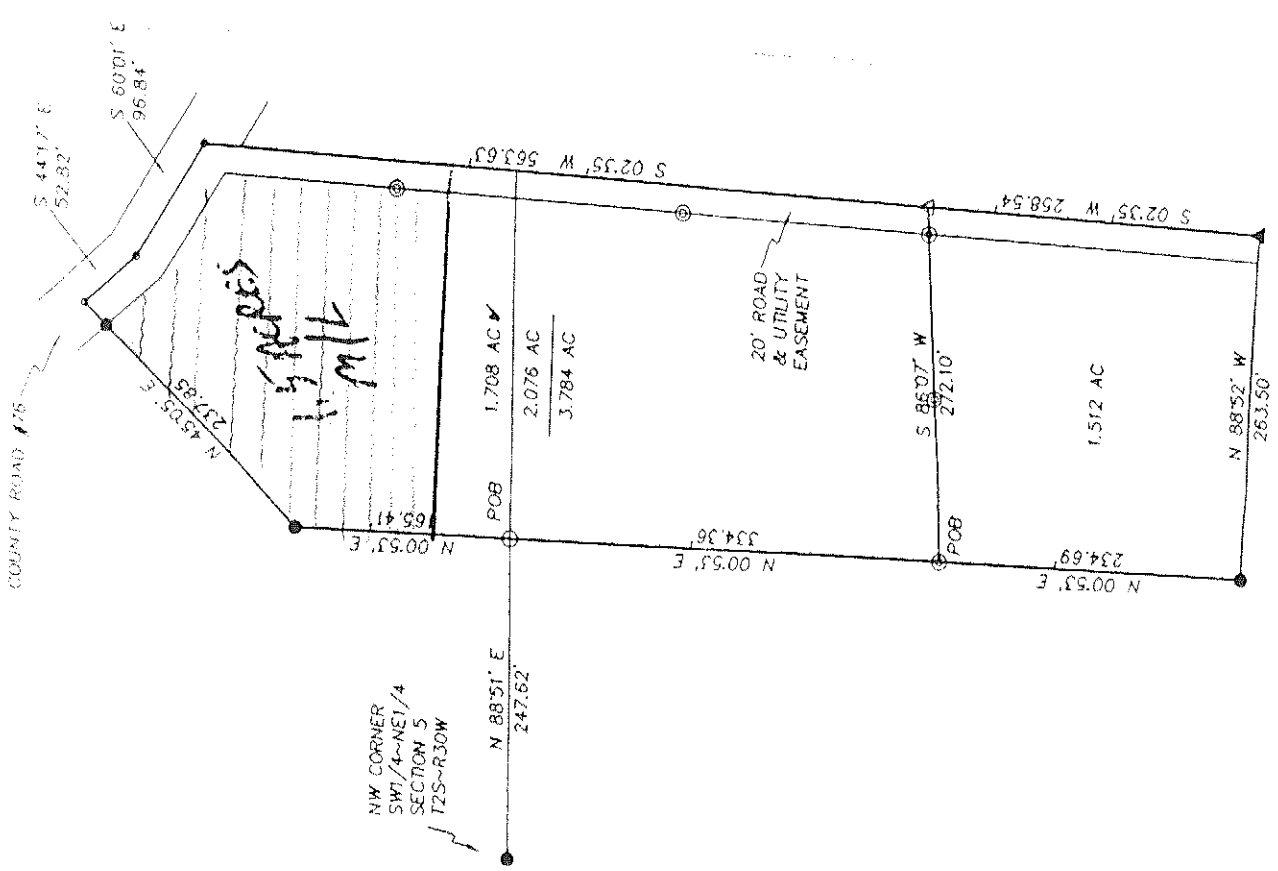 COUNTY ROAD #76
S 44°17' E
52.82'
S 60°01' E
96.84'
N 45°05' E
237.85'
S 02°35' W 563.63'
N 00°53' E
165.41'
1.708 AC ✓
2.076 AC
3.784 AC
POB
N 88°51' E
247.62'
NW CORNER
SW1/4~NE1/4
SECTION 5
T2S~R30W
20' ROAD
& UTILITY
EASEMENT
N 00°53' E
334.36'
S 86°07' W
272.10'
POB
S 02°35' W 258.54'
1.512 AC
N 00°53' E
234.69'
N 88°52' W
263.50'